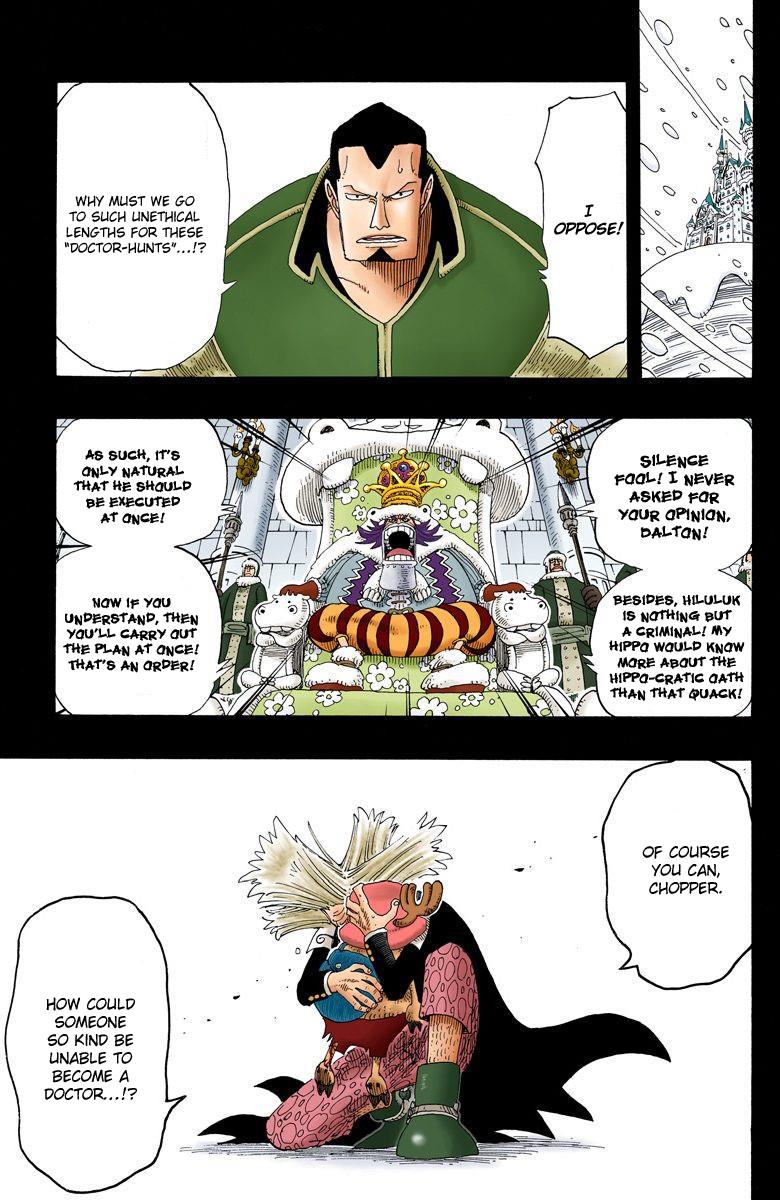 I
OPPOSE!
WHY MUST WE GO
TO SUCH UNETHICAL
LENGTHS FOR THESE
"DOCTOR-HUNTS"...!?
SILENCE
FOOL! I NEVER
ASKED FOR
YOUR OPINION,
DALTON!
BESIDES, HILULUK
IS NOTHING BUT
A CRIMINAL! MY
HIPPO WOULD KNOW
MORE ABOUT THE
HIPPO-CRATIC OATH
THAN THAT QUACK!
AS SUCH, IT'S
ONLY NATURAL
THAT HE SHOULD
BE EXECUTED
AT ONCE!
NOW IF YOU
UNDERSTAND, THEN
YOU'LL CARRY OUT
THE PLAN AT ONCE!
THAT'S AN ORDER!
OF COURSE
YOU CAN,
CHOPPER.
HOW COULD
SOMEONE
SO KIND BE
UNABLE TO
BECOME A
DOCTOR...!?